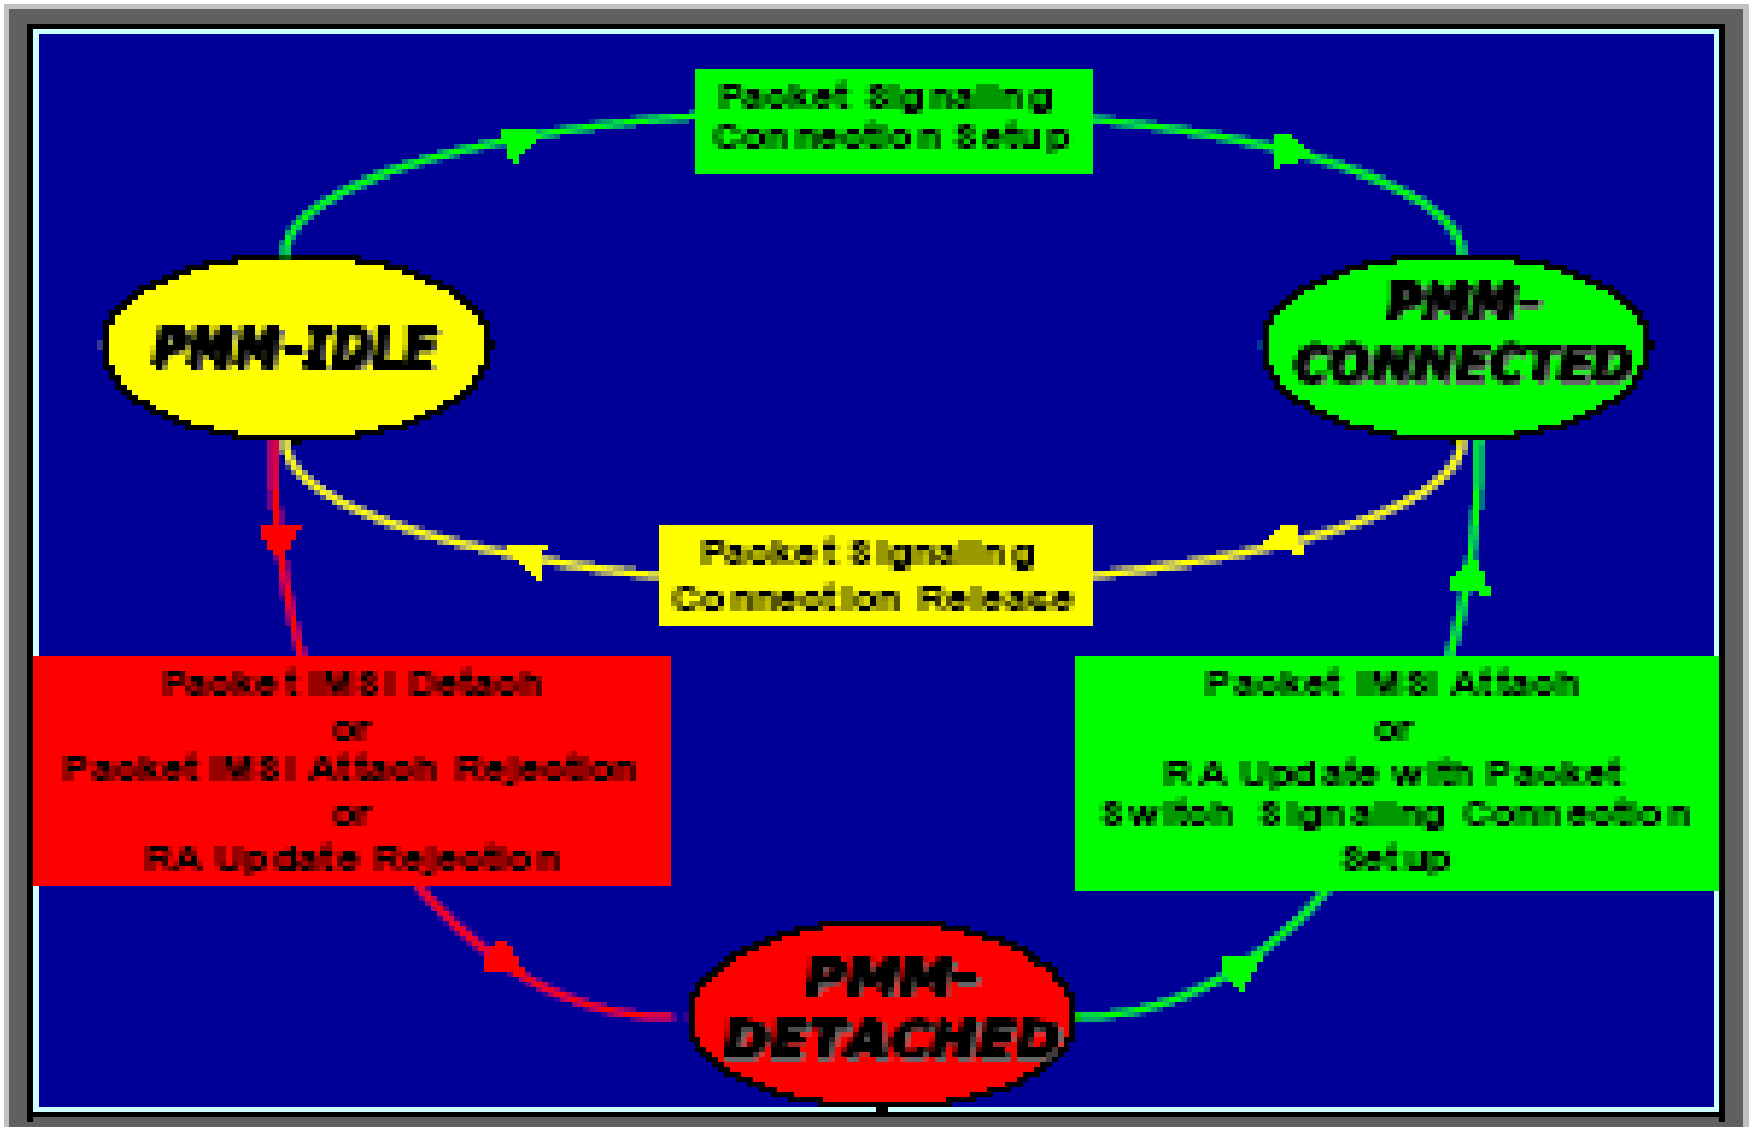 Packet Signalling
Connection Setup
PMM-IDLE
PMM-
CONNECTED
Packet Signalling
Connection Release
Packet IMSI Detach
or
Packet IMSI Attach Rejection
or
RA Update Rejection
Packet IMSI Attach
or
RA Update with Packet
Switch Signalling Connection
Setup
PMM-
DETACHED